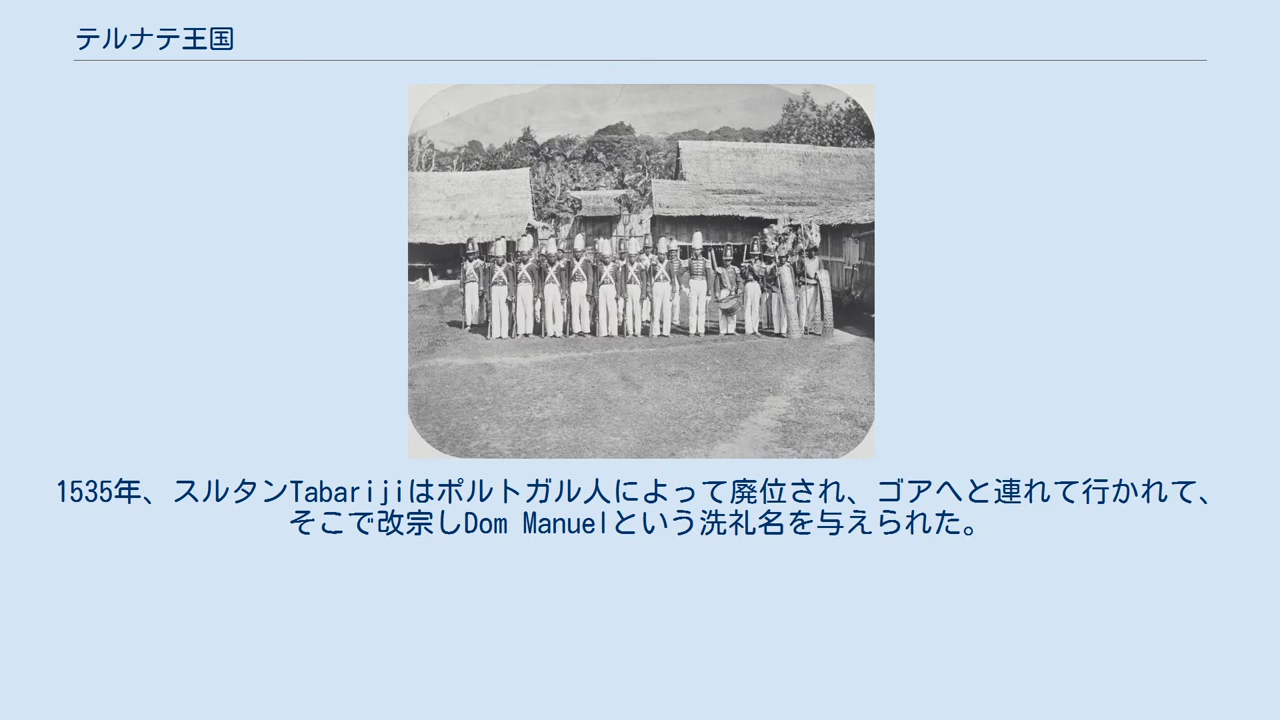 テルナテ王国
1535年、スルタンTabarijiはポルトガル人によって廃位され、ゴアへと連れて行かれて、
そこで改宗しDom Manuelという洗礼名を与えられた。